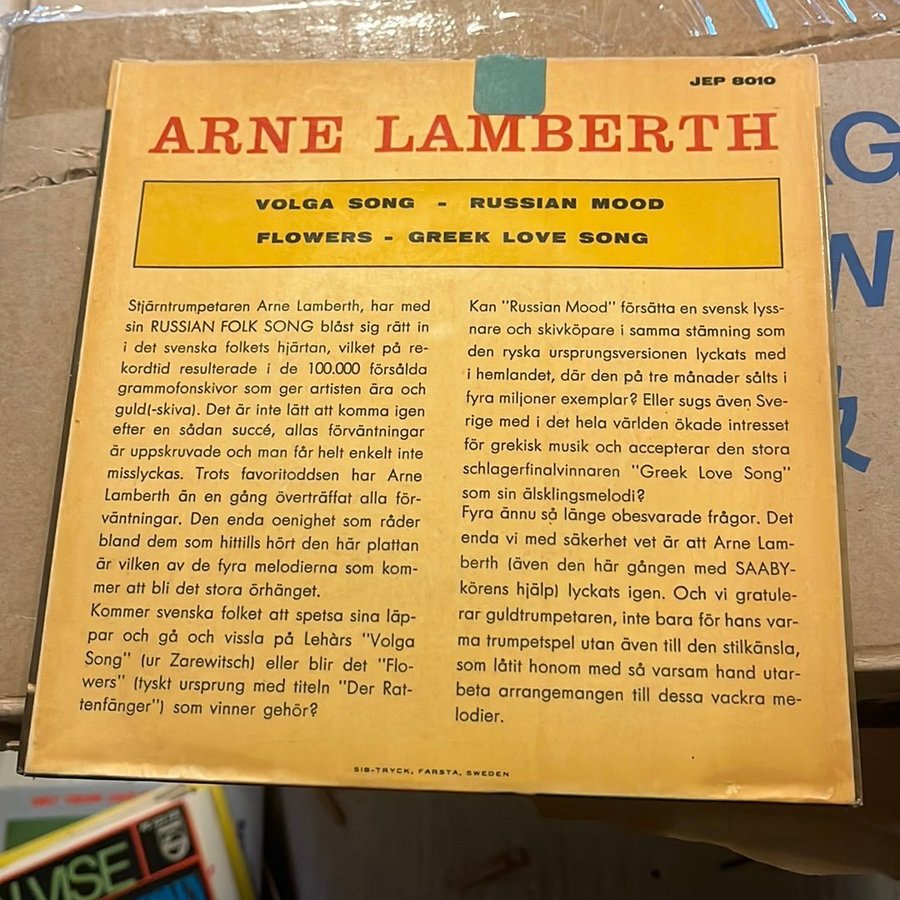 JEP 8010
ARNE LAMBERTH
VOLGA SONG - RUSSIAN MOOD
FLOWERS - GREEK LOVE SONG
Stjärntrumpetaren Arne Lamberth, har med
sin RUSSIAN FOLK SONG blåst sig rätt in
i det svenska folkets hjärtan, vilket på re-
kordtid resulterade i de 100.000 försålda
grammofonskivor som ger artisten ära och
guld(-skiva). Det är inte lätt att komma igen
efter en sådan succé, allas förväntningar
är uppskruvade och man får helt enkelt inte
misslyckas. Trots favoritoddsen har Arne
Lamberth än en gång överträffat alla för-
väntningar. Den enda oenighet som råder
bland dem som hittills hört den här plattan
är vilken av de fyra melodierna som kom-
mer att bli det stora örhänget.
Kommer svenska folket att spetsa sina läp-
par och gå och vissla på Lehàrs "Volga
Song" (ur Zarewitsch) eller blir det "Flo-
wers" (tyskt ursprung med titeln "Der Rat-
tenfänger") som vinner gehör?
Kan "Russian Mood" försätta en svensk lyss-
nare och skivköpare i samma stämning som
den ryska ursprungsversionen lyckats med
i hemlandet, där den på tre månader sålts i
fyra miljoner exemplar? Eller sugs även Sve-
rige med i det hela världen ökade intresset
för grekisk musik och accepterar den stora
schlagerfinalvinnaren "Greek Love Song"
som sin älsklingsmelodi?
Fyra ännu så länge obesvarade frågor. Det
enda vi med säkerhet vet är att Arne Lam-
berth (även den här gången med SAABY-
körens hjälp) lyckats igen. Och vi gratule-
rar guldtrumpetaren, inte bara för hans var-
ma trumpetspel utan även till den stilkänsla,
som låtit honom med så varsam hand utar-
beta arrangemangen till dessa vackra me-
lodier.
SIB-TRYCK, FARSTA, SWEDEN
G
W
VISE